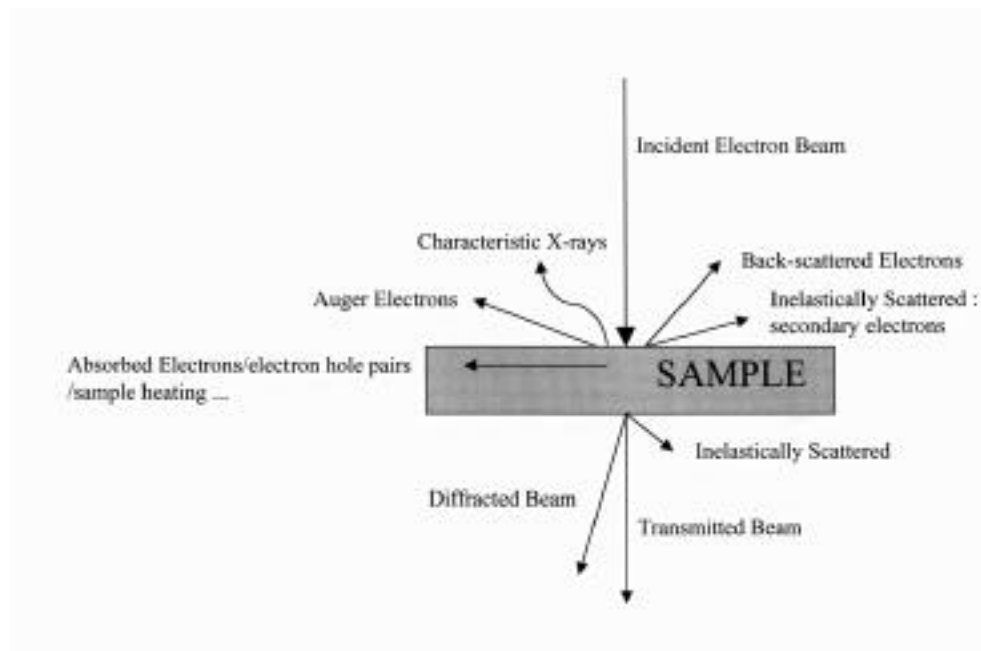 Incident Electron Beam
Characteristic X-rays
Back-scattered Electrons
Auger Electrons
Inelastically Scattered :
secondary electrons
Absorbed Electrons/electron hole pairs
/sample heating ...
SAMPLE
Inelastically Scattered
Diffracted Beam
Transmitted Beam